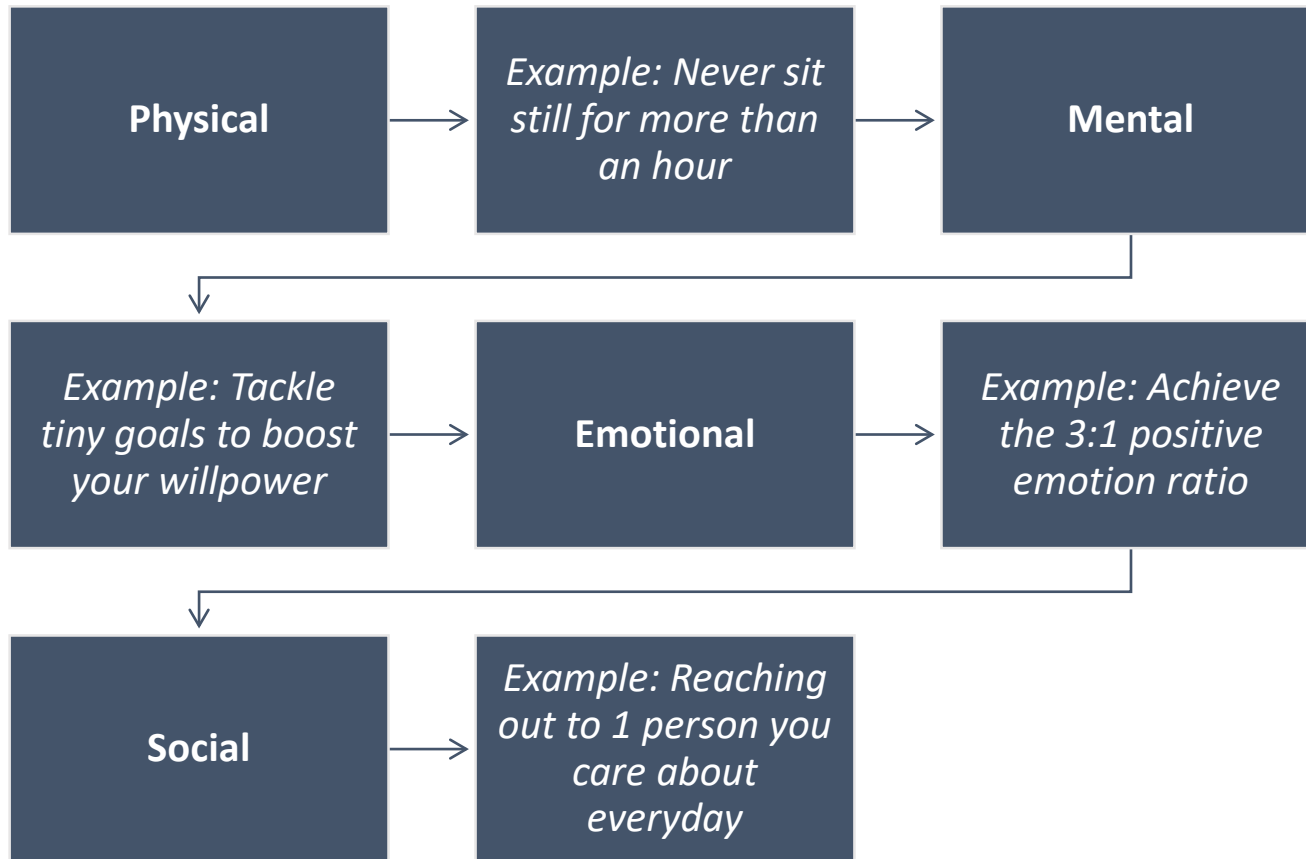 Physical
Example: Never sit
still for more than
an hour
Mental
Example: Tackle
tiny goals to boost
your willpower
Emotional
Example: Achieve
the 3:1 positive
emotion ratio
Social
Example: Reaching
out to 1 person you
care about
everyday